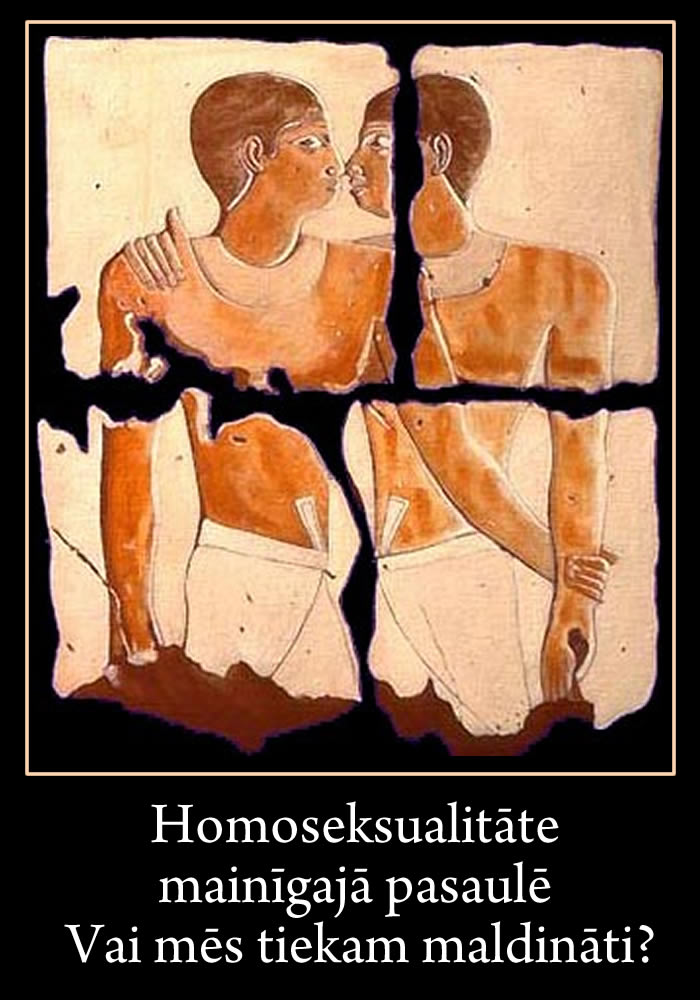 Homoseksualitāte
mainīgajā pasaulē
Vai mēs tiekam maldināti?